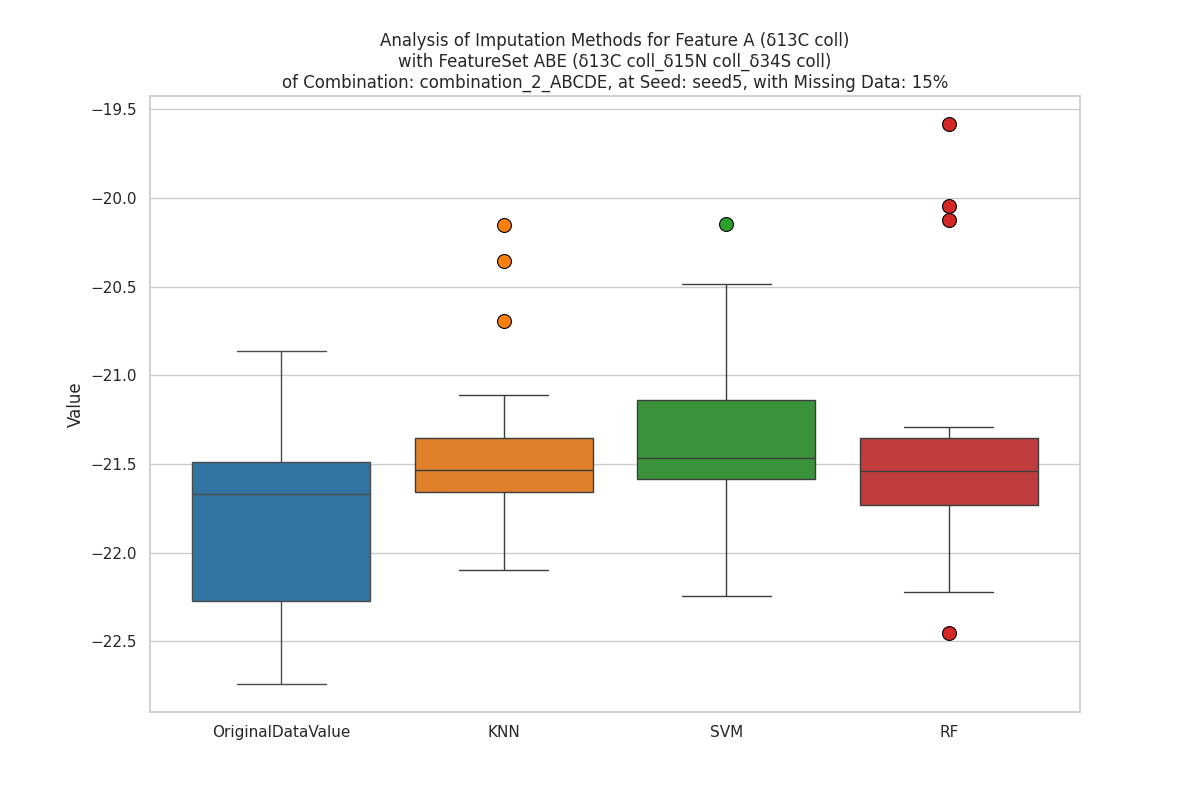 Analysis of Imputation Methods for Feature A (δ13C coll)
with FeatureSet ABE (δ13C coll_δ15N coll_δ34S coll)
of Combination: combination_2_ABCDE, at Seed: seed5, with Missing Data: 15%
−19.5
−20.0
−20.5
−21.0
−21.5
−22.0
−22.5
Value
OriginalDataValue
KNN
SVM
RF